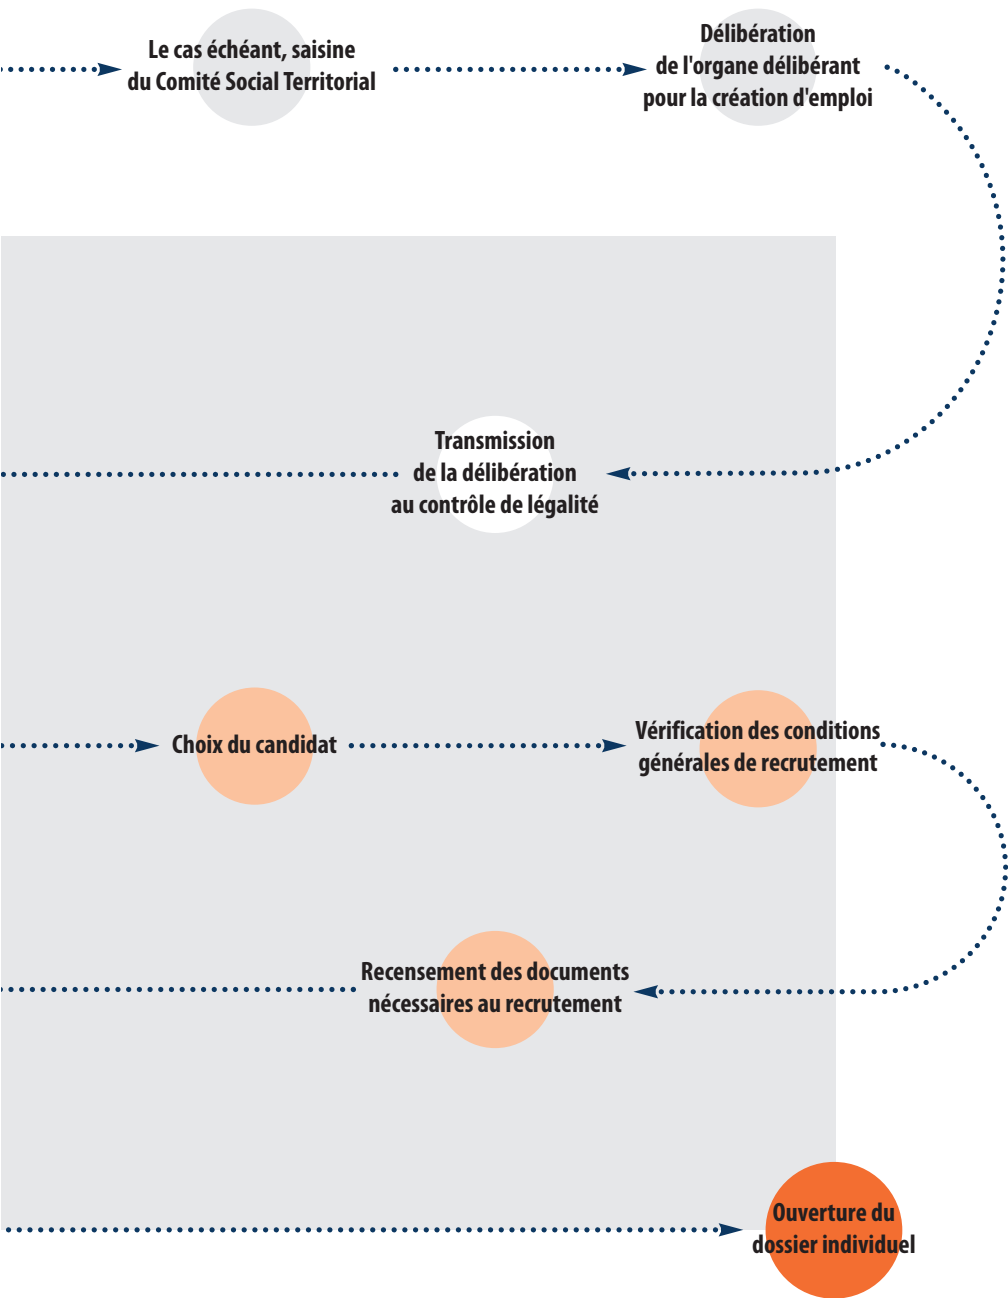 Le cas échéant, saisine
du Comité Social Territorial
Délibération
de l'organe délibérant
pour la création d'emploi
Transmission
de la délibération
au contrôle de légalité
Choix du candidat
Vérification des conditions
générales de recrutement
Recensement des documents
nécessaires au recrutement
Ouverture du
dossier individuel